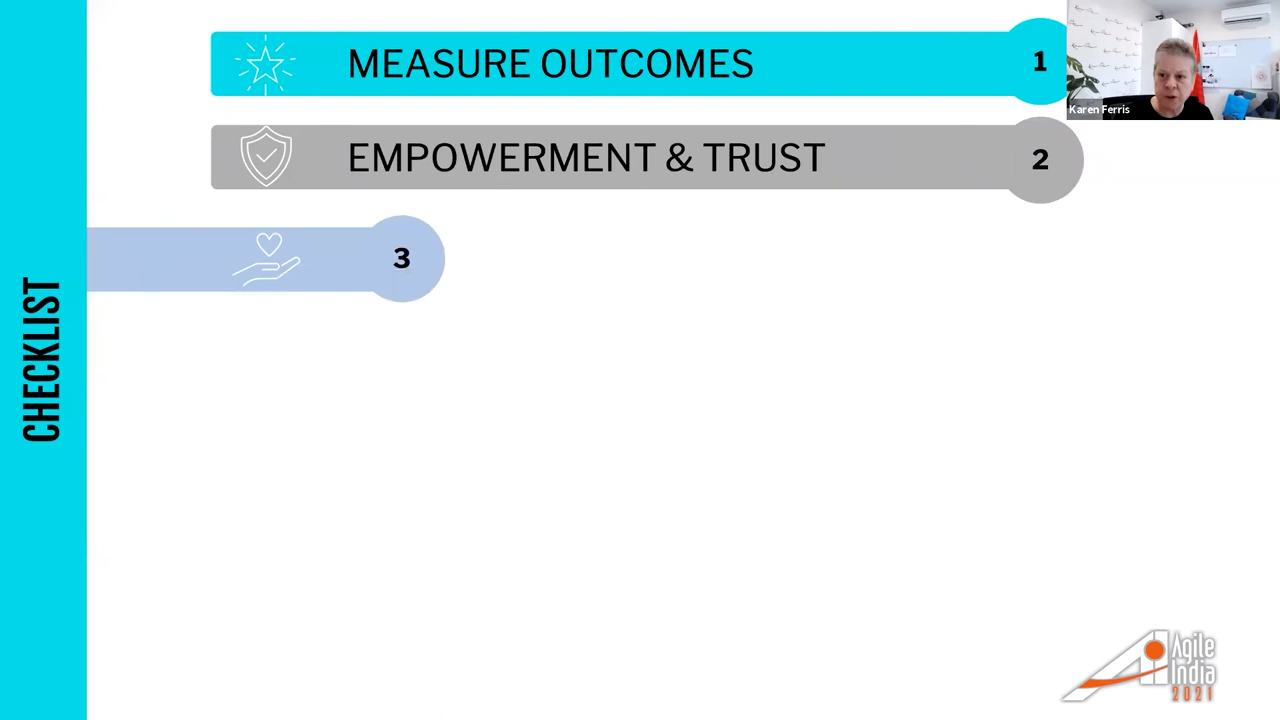 MEASURE OUTCOMES
1
Karen Ferris
EMPOWERMENT & TRUST
2
3
CHECKLIST
Agile
India
2021